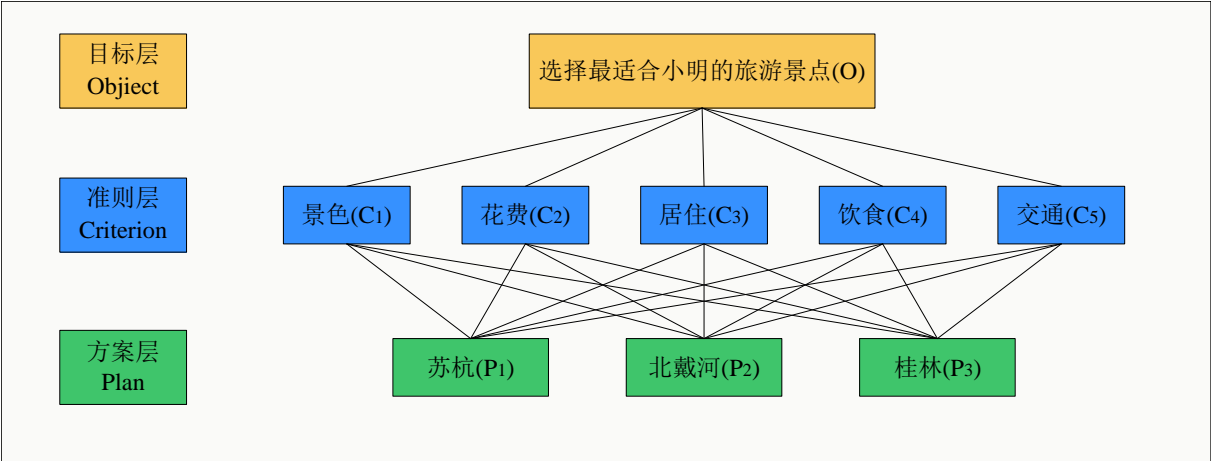 目标层
Objiect
选择最适合小明的旅游景点(O)
准则层
Criterion
景色(C1)
花费(C2)
居住(C3)
饮食(C4)
交通(C5)
方案层
Plan
苏杭(P1)
北戴河(P2)
桂林(P3)